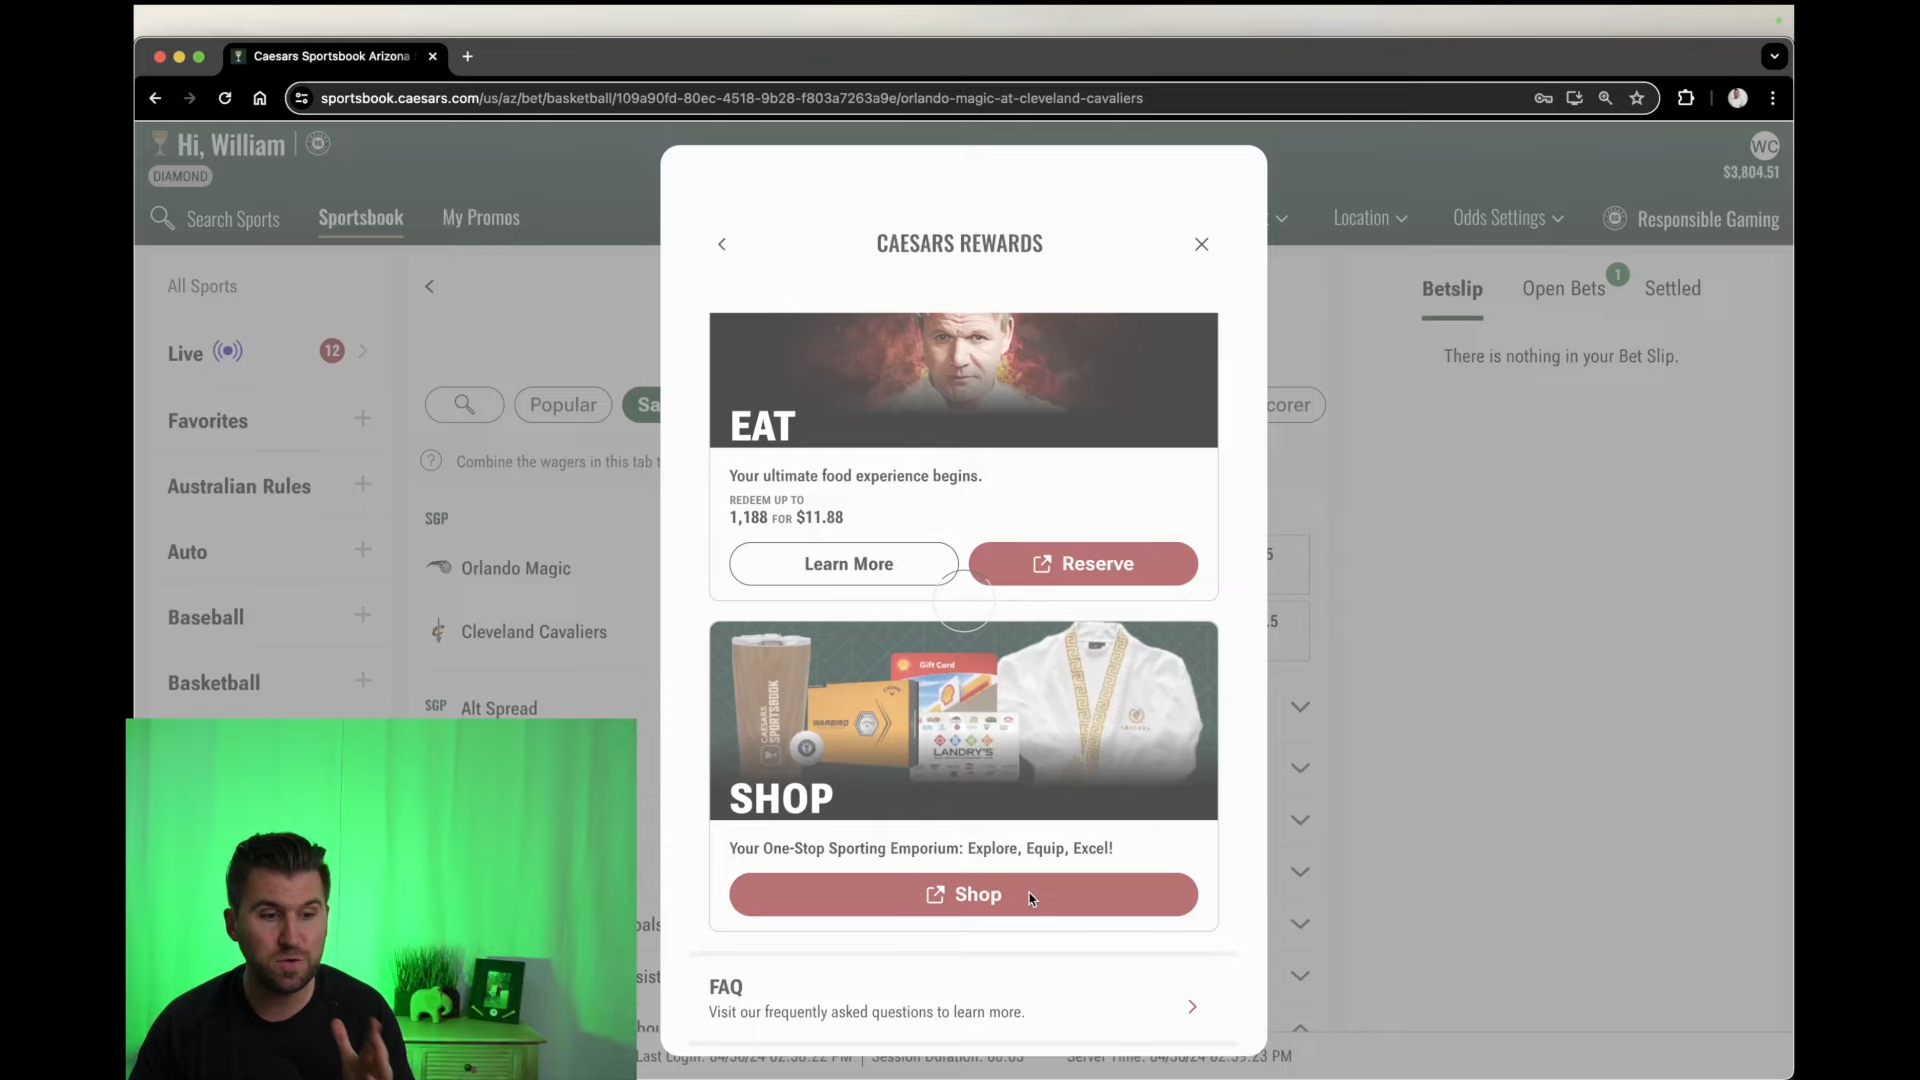 Caesars Sportsbook Arizona
sportsbook.caesars.com/us/az/bet/basketball/109a90fd-80ec-4518-9b28-f803a7263a9e/orlando-magic-at-cleveland-cavaliers
Hi, William
DIAMOND
WC
$3,804.51
Search Sports
Sportsbook
My Promos
Location
Odds Settings
Responsible Gaming
CAESARS REWARDS
All Sports
Live
12
Favorites
Australian Rules
Auto
Baseball
Basketball
Popular
Sa
corer
Combine the wagers in this tab
SGP
Orlando Magic
Cleveland Cavaliers
SGP Alt Spread
EAT
Your ultimate food experience begins.
REDEEM UP TO
1,188 FOR $11.88
Learn More
Reserve
CAESARS SPORTSBOOK
WARBIRD
Gift Card
LANDRY'S
SHOP
Your One-Stop Sporting Emporium: Explore, Equip, Excel!
Shop
FAQ
Visit our frequently asked questions to learn more.
Betslip
Open Bets
1
Settled
There is nothing in your Bet Slip.
5
.5